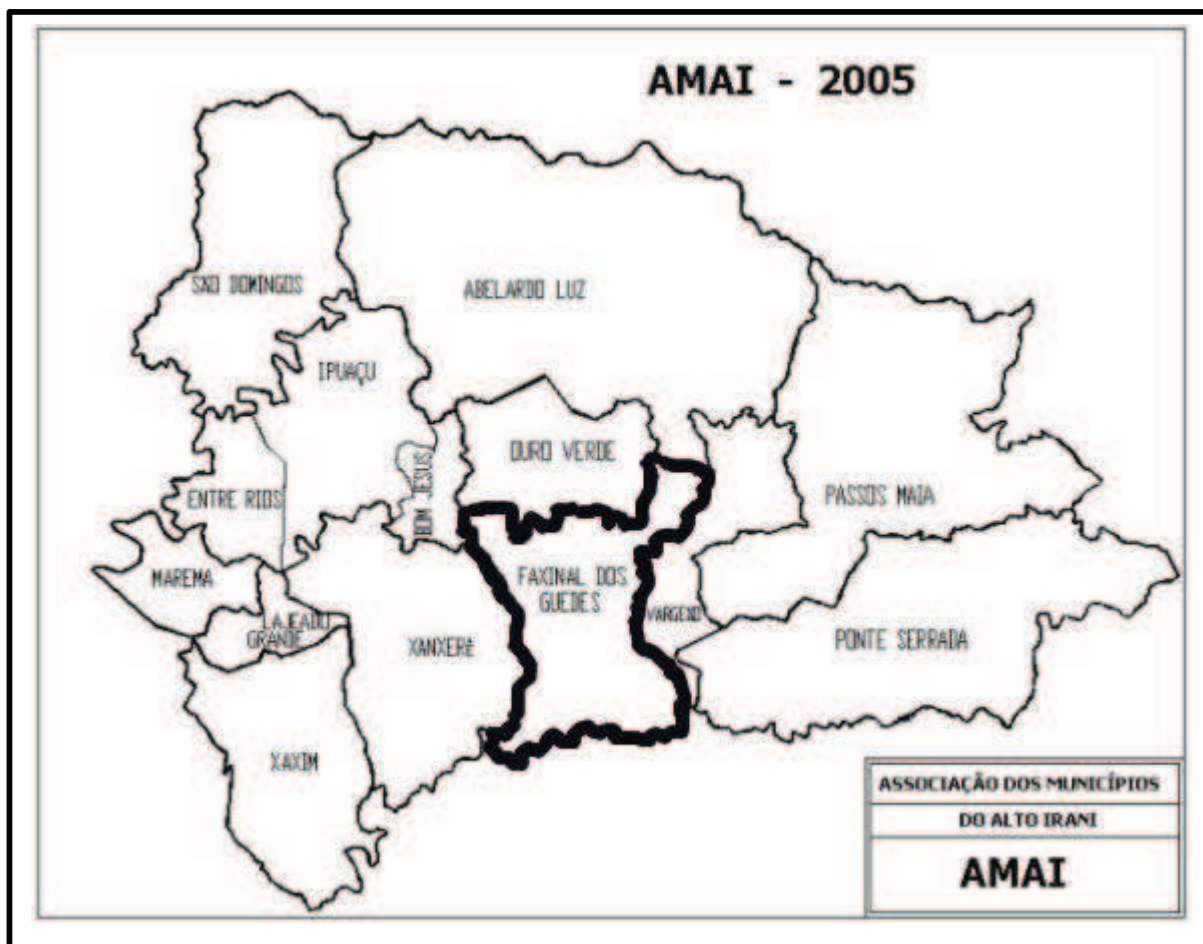 AMAI - 2005
SÃO DOMINGOS
ABELARDO LUZ
IPUAÇU
OURO VERDE
BOM JESUS
ENTRE RIOS
PASSOS MAIA
MAREMA
FAXINAL DOS
GUEDES
LAJEADO
GRANDE
VARGEÃO
XANXERÊ
PONTE SERRADA
XAXIM
ASSOCIAÇÃO DOS MUNICÍPIOS
DO ALTO IRANI
AMAI